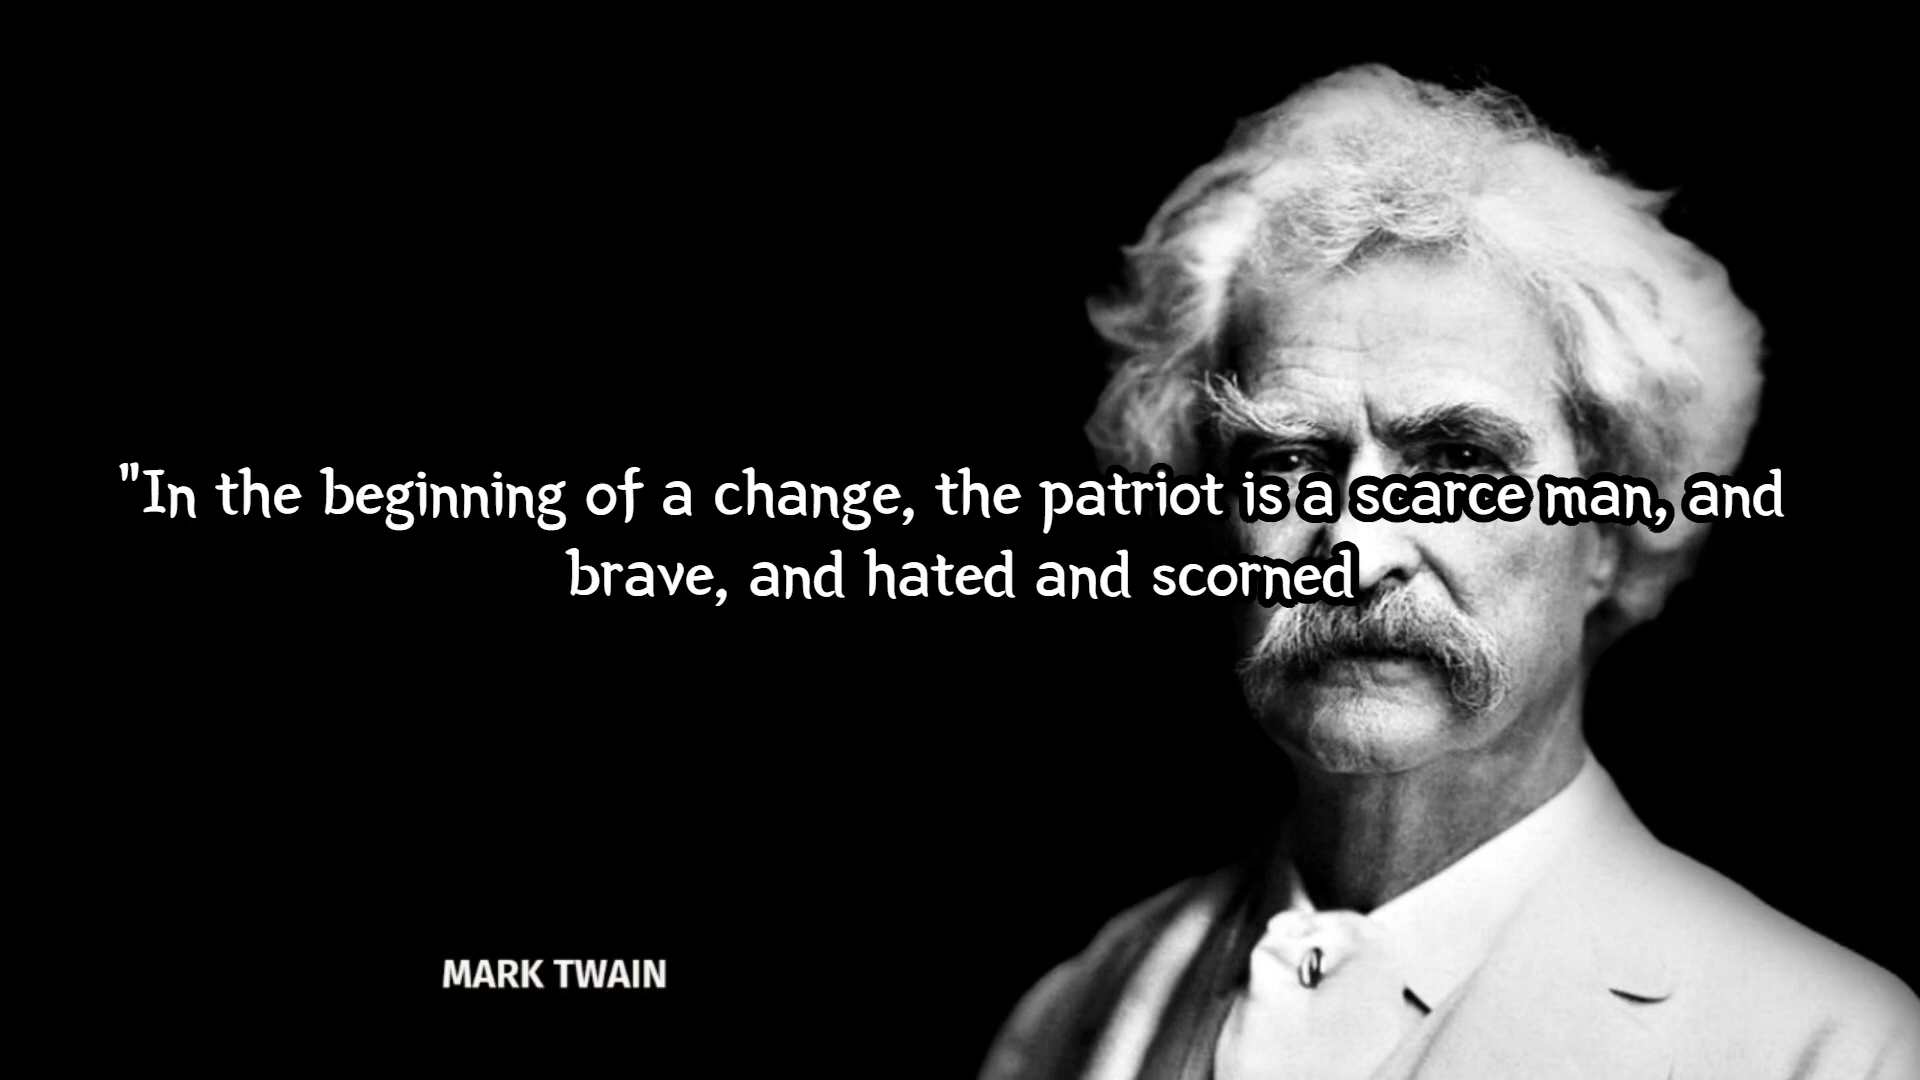 "In the beginning of a change, the patriot is a scarce man, and
brave, and hated and scorned
MARK TWAIN